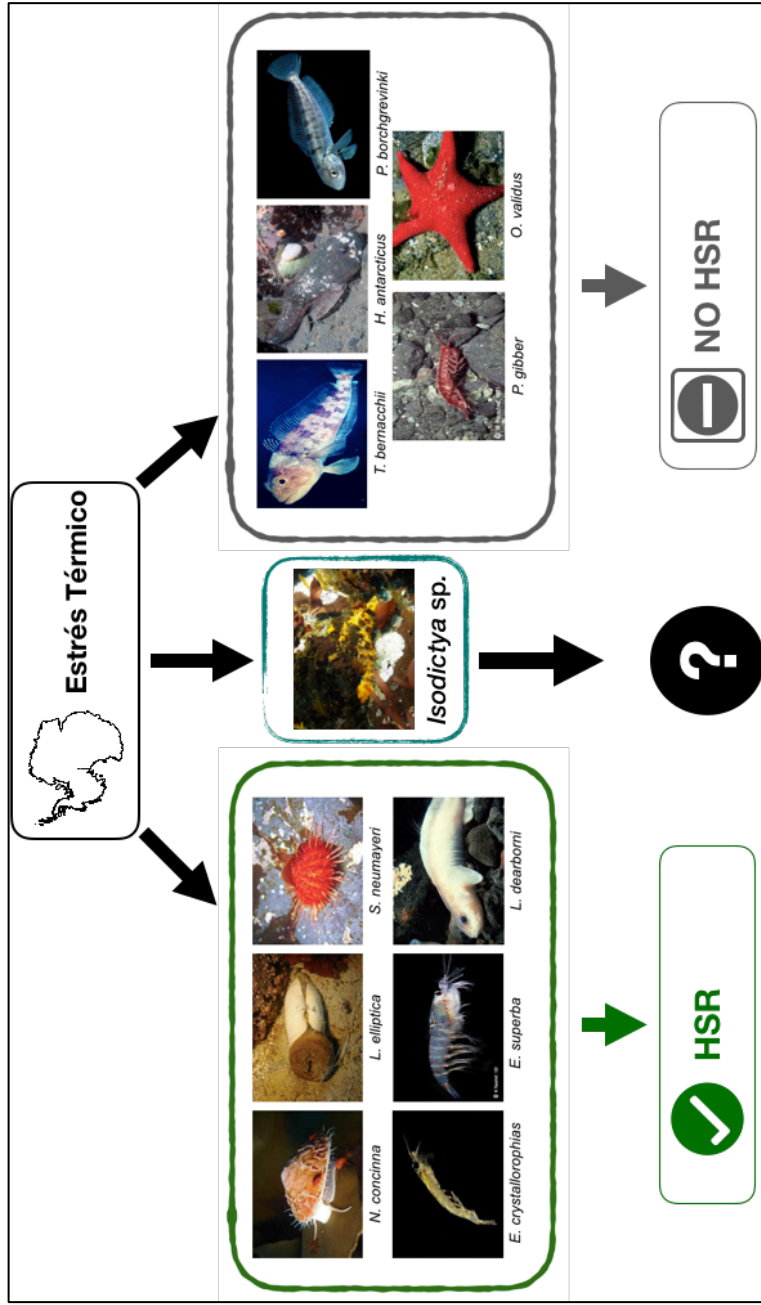 Estrés Térmico
N. concinna
L. elliptica
S. neumayeri
E. crystallorophias
E. superba
L. dearborni
HSR
Isodictya sp.
?
T. bernacchii
H. antarcticus
P. borchgrevinki
P. gibber
O. validus
NO HSR